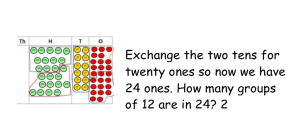 Th H T O
Exchange the two tens for
twenty ones so now we have
24 ones. How many groups
of 12 are in 24? 2